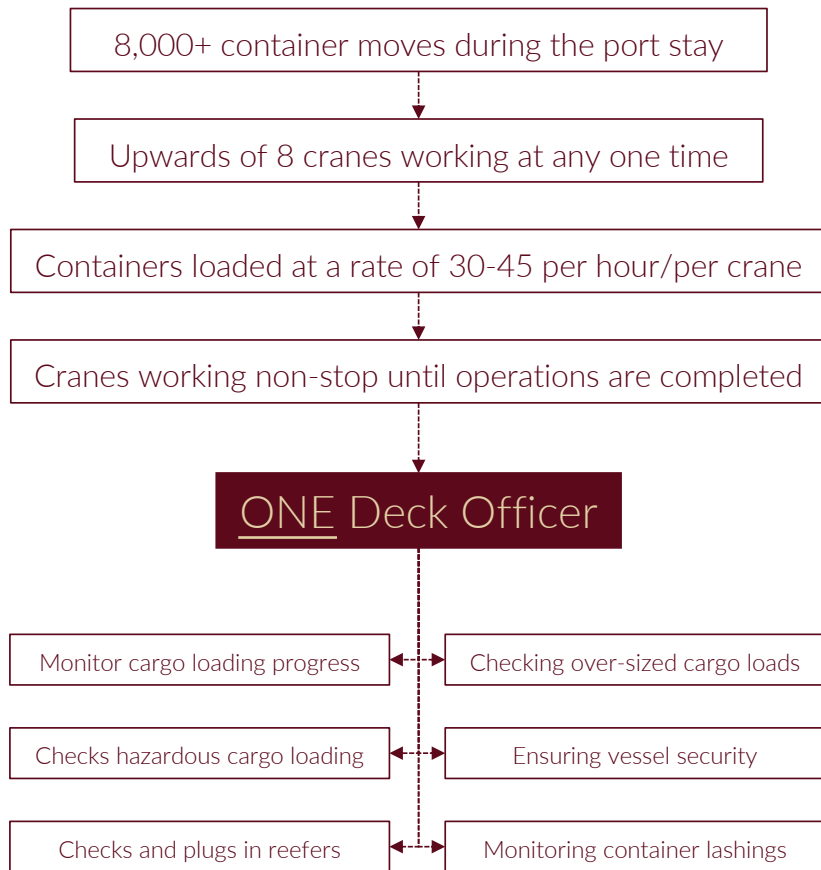 8,000+ container moves during the port stay
Upwards of 8 cranes working at any one time
Containers loaded at a rate of 30-45 per hour/per crane
Cranes working non-stop until operations are completed
ONE Deck Officer
Monitor cargo loading progress
Checking over-sized cargo loads
Checks hazardous cargo loading
Ensuring vessel security
Checks and plugs in reefers
Monitoring container lashings